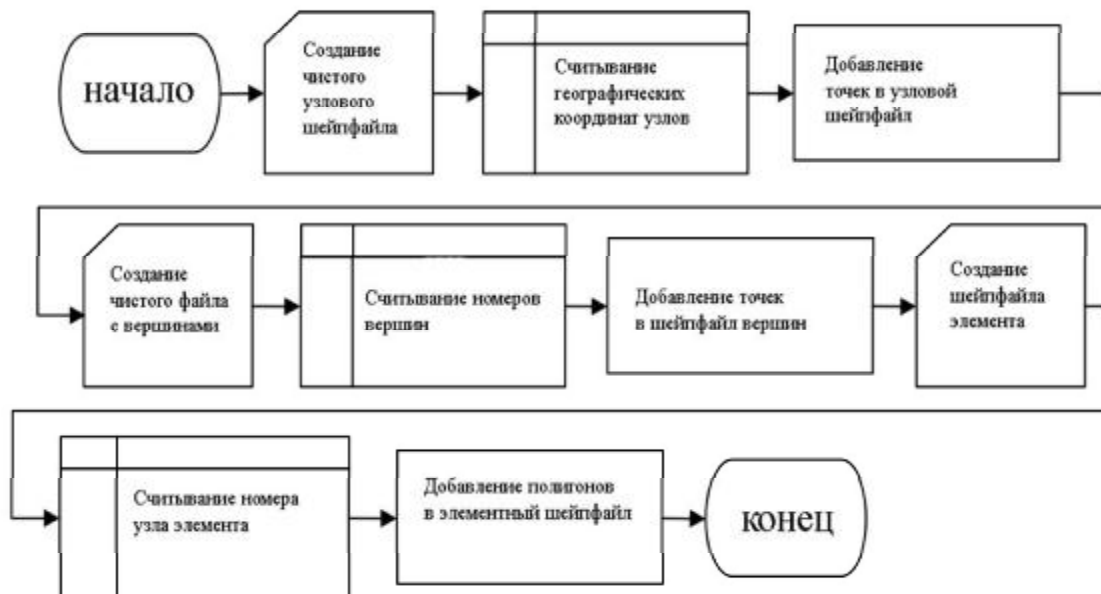 начало
Создание
чистого
узлового
шейпфайла
Считывание
географических
координат узлов
Добавление
точек в узловой
шейпфайл
Создание
чистого файла
с вершинами
Считывание номеров
вершин
Добавление точек
в шейпфайл вершин
Создание
шейпфайла
элемента
Считывание номера
узла элемента
Добавление полигонов
в элементный шейпфайл
конец